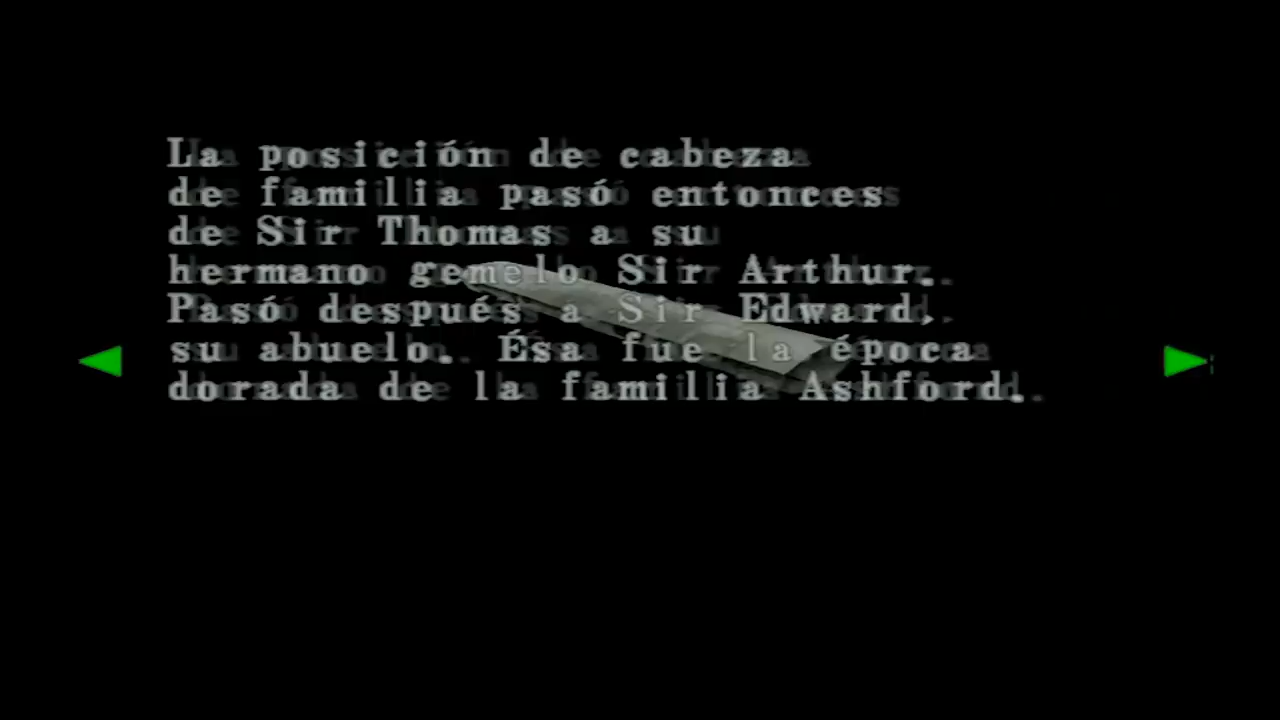 La posición de cabeza
de familia pasó entonces
de Sir Thomas a su
hermano gemelo Sir Arthur.
Pasó después a Sir Edward,
su abuelo. Ésa fue la época
dorada de la familia Ashford.